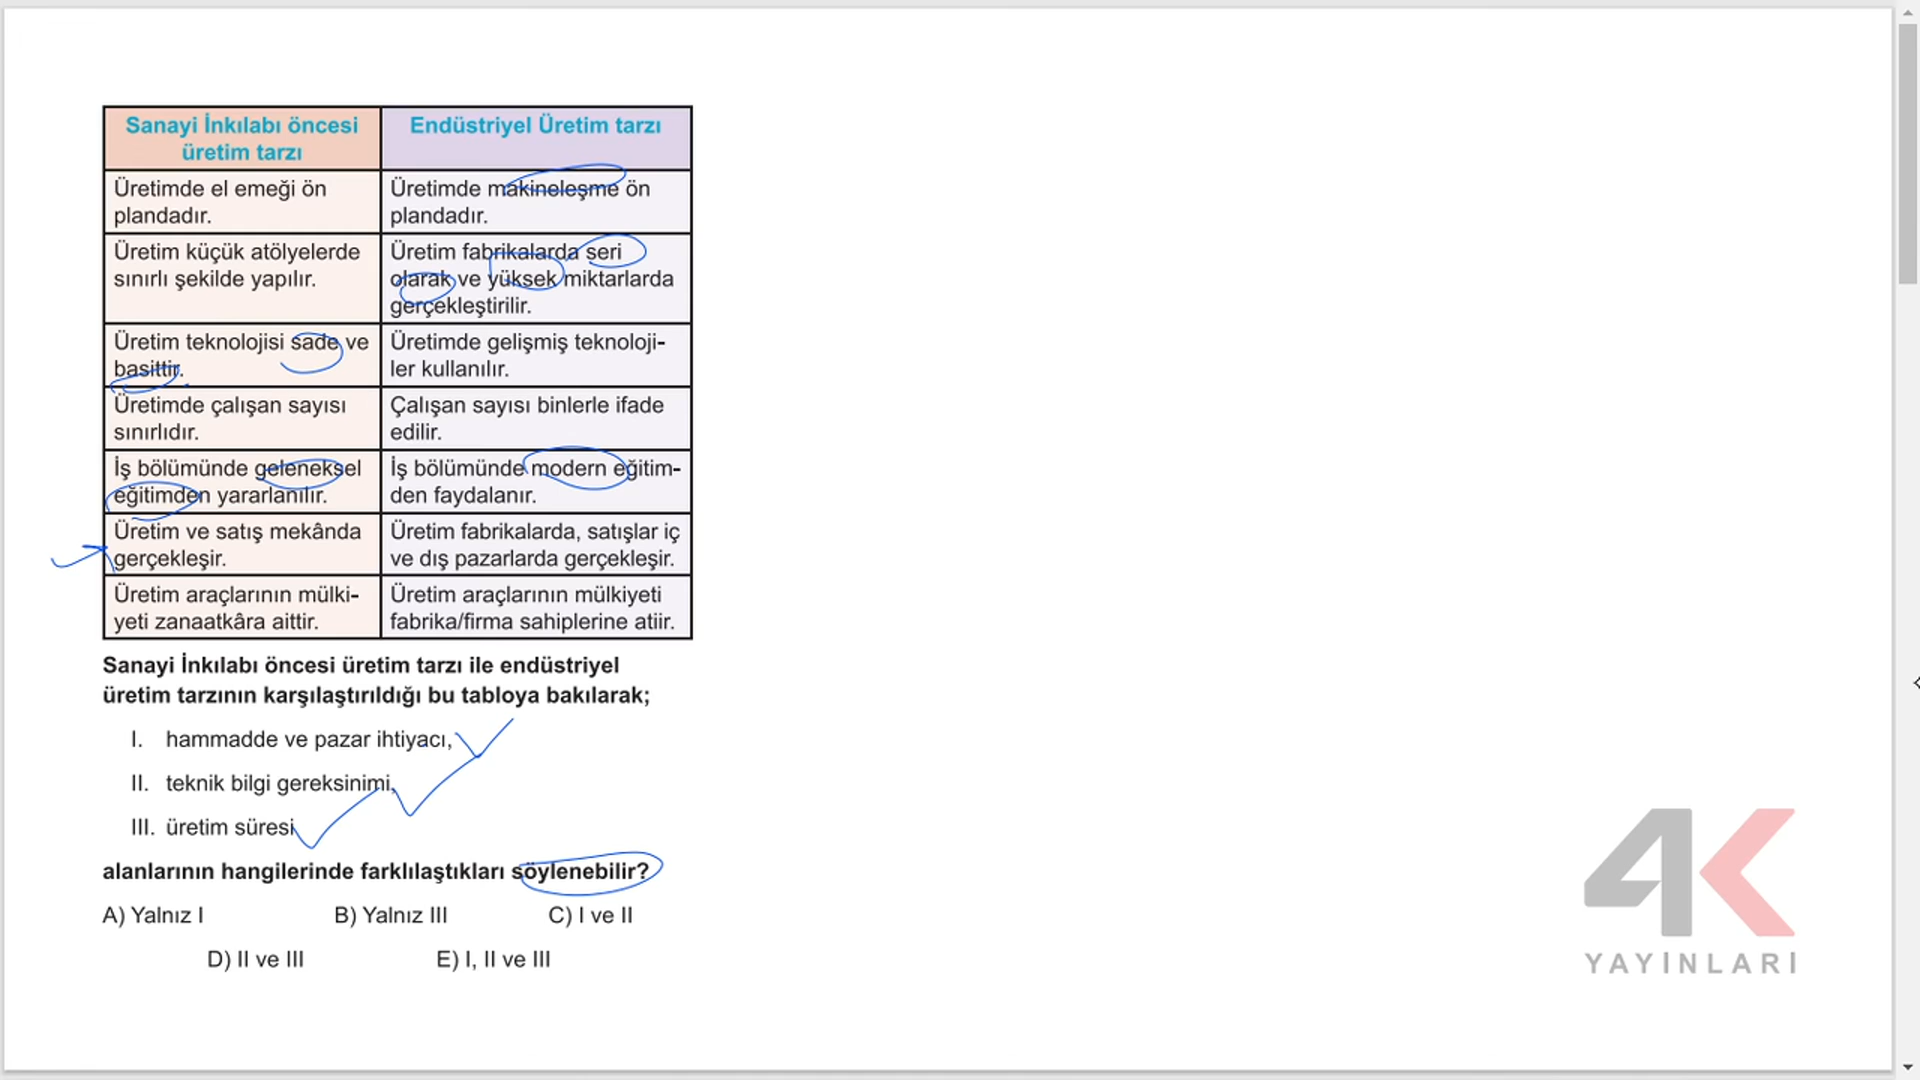 Sanayi İnkılabı öncesi
üretim tarzı
Endüstriyel Üretim tarzı
Üretimde el emeği ön
plandadır.
Üretimde makineleşme ön
plandadır.
Üretim küçük atölyelerde
sınırlı şekilde yapılır.
Üretim fabrikalarda seri
olarak ve yüksek miktarlarda
gerçekleştirilir.
Üretim teknolojisi sade ve
basittir.
Üretimde gelişmiş teknoloji-
ler kullanılır.
Üretimde çalışan sayısı
sınırlıdır.
Çalışan sayısı binlerle ifade
edilir.
İş bölümünde geleneksel
eğitimden yararlanılır.
İş bölümünde modern eğitim-
den faydalanır.
Üretim ve satış mekânda
gerçekleşir.
Üretim fabrikalarda, satışlar iç
ve dış pazarlarda gerçekleşir.
Üretim araçlarının mülki-
yeti zanaatkâra aittir.
Üretim araçlarının mülkiyeti
fabrika/firma sahiplerine atiir.
Sanayi İnkılabı öncesi üretim tarzı ile endüstriyel
üretim tarzının karşılaştırıldığı bu tabloya bakılarak;
I. hammadde ve pazar ihtiyacı,
II. teknik bilgi gereksinimi,
III. üretim süresi
alanlarının hangilerinde farklılaştıkları söylenebilir?
A) Yalnız I B) Yalnız III C) I ve II
D) II ve III E) I, II ve III
4K
YAYINLARI